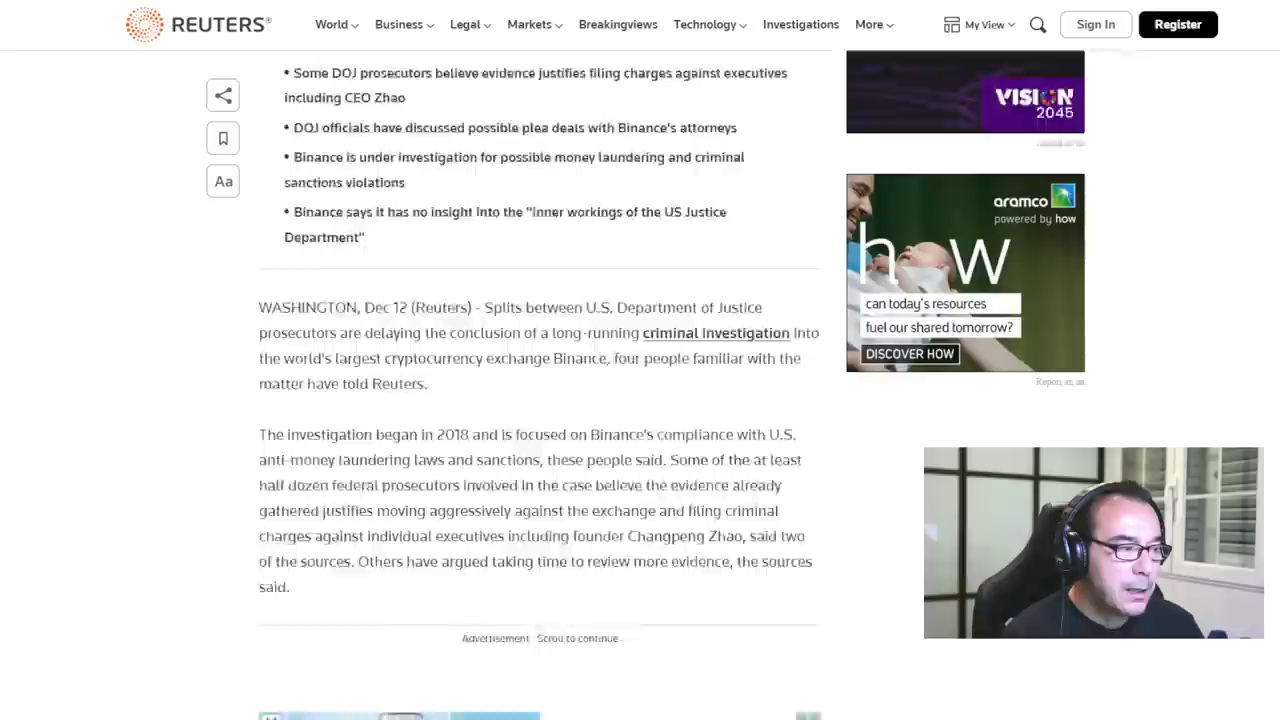 REUTERS®
World
Business
Legal
Markets
Breakingviews
Technology
Investigations
More
My View
Sign In
Register
• Some DOJ prosecutors believe evidence justifies filing charges against executives
including CEO Zhao
• DOJ officials have discussed possible plea deals with Binance's attorneys
• Binance is under investigation for possible money laundering and criminal
sanctions violations
• Binance says it has no insight into the "inner workings of the US Justice
Department"
Aa
WASHINGTON, Dec 12 (Reuters) - Splits between U.S. Department of Justice
prosecutors are delaying the conclusion of a long-running criminal investigation into
the world's largest cryptocurrency exchange Binance, four people familiar with the
matter have told Reuters.
The investigation began in 2018 and is focused on Binance's compliance with U.S.
anti-money laundering laws and sanctions, these people said. Some of the at least
half dozen federal prosecutors involved in the case believe the evidence already
gathered justifies moving aggressively against the exchange and filing criminal
charges against individual executives including founder Changpeng Zhao, said two
of the sources. Others have argued taking time to review more evidence, the sources
said.
Advertisement · Scroll to continue
VISION
2045
aramco
powered by how
how
can today's resources
fuel our shared tomorrow?
DISCOVER HOW